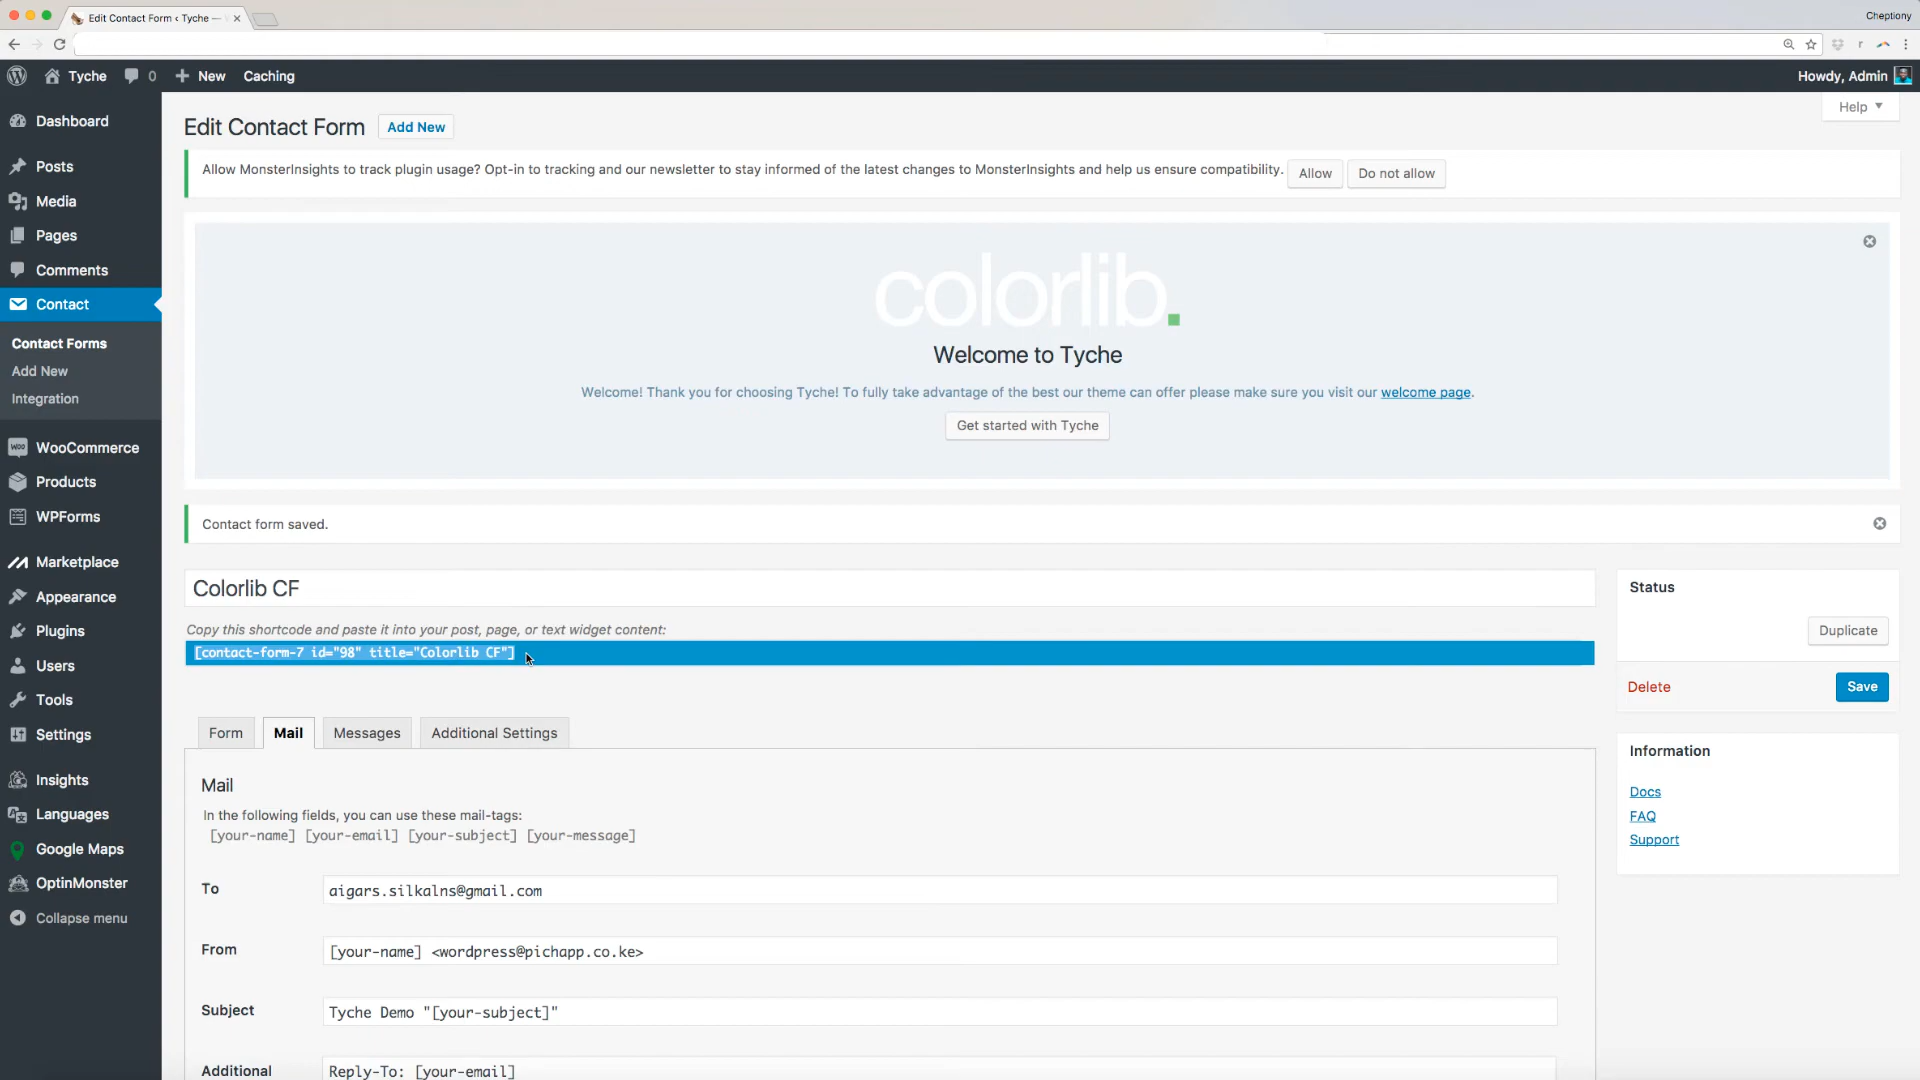 Edit Contact Form ‹ Tyche —
Cheptiony
Tyche
0
New
Caching
Howdy, Admin
Help
Dashboard
Posts
Media
Pages
Comments
Contact
Contact Forms
Add New
Integration
WooCommerce
Products
WPForms
Marketplace
Appearance
Plugins
Users
Tools
Settings
Insights
Languages
Google Maps
OptinMonster
Collapse menu
Edit Contact Form
Add New
Allow MonsterInsights to track plugin usage? Opt-in to tracking and our newsletter to stay informed of the latest changes to MonsterInsights and help us ensure compatibility.
Allow
Do not allow
colorlib.
Welcome to Tyche
Welcome! Thank you for choosing Tyche! To fully take advantage of the best our theme can offer please make sure you visit our welcome page.
Get started with Tyche
Contact form saved.
Colorlib CF
Copy this shortcode and paste it into your post, page, or text widget content:
[contact-form-7 id="98" title="Colorlib CF"]
Form
Mail
Messages
Additional Settings
Mail
In the following fields, you can use these mail-tags:
[your-name] [your-email] [your-subject] [your-message]
To
aigars.silkalns@gmail.com
From
[your-name] <wordpress@pichapp.co.ke>
Subject
Tyche Demo "[your-subject]"
Additional
Reply-To: [your-email]
Status
Duplicate
Delete
Save
Information
Docs
FAQ
Support